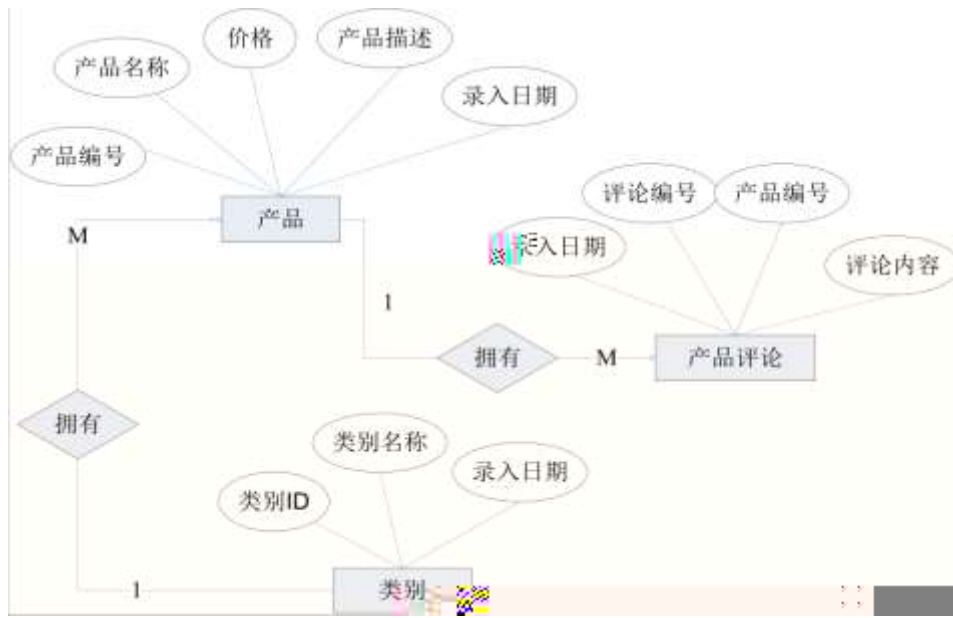 价格
产品描述
产品名称
录入日期
产品编号
产品
评论编号
产品编号
M
录入日期
评论内容
1
拥有
M
产品评论
拥有
类别名称
录入日期
类别ID
1
类别